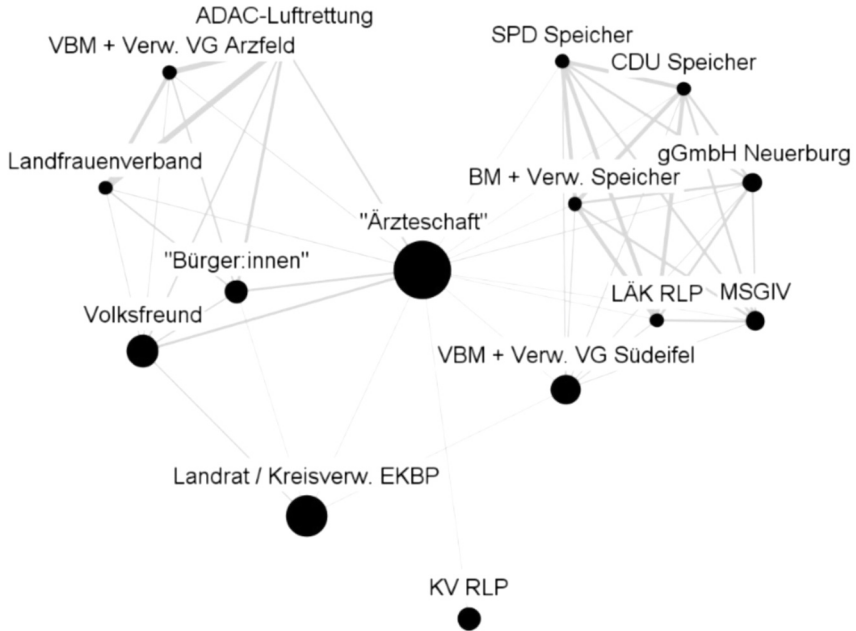 ADAC-Luftrettung
VBM + Verw. VG Arzfeld
SPD Speicher
CDU Speicher
Landfrauenverband
gGmbH Neuerburg
BM + Verw. Speicher
"Ärzteschaft"
"Bürger:innen"
LÄK RLP
MSGIV
Volksfreund
VBM + Verw. VG Südeifel
Landrat / Kreisverw. EKBP
KV RLP